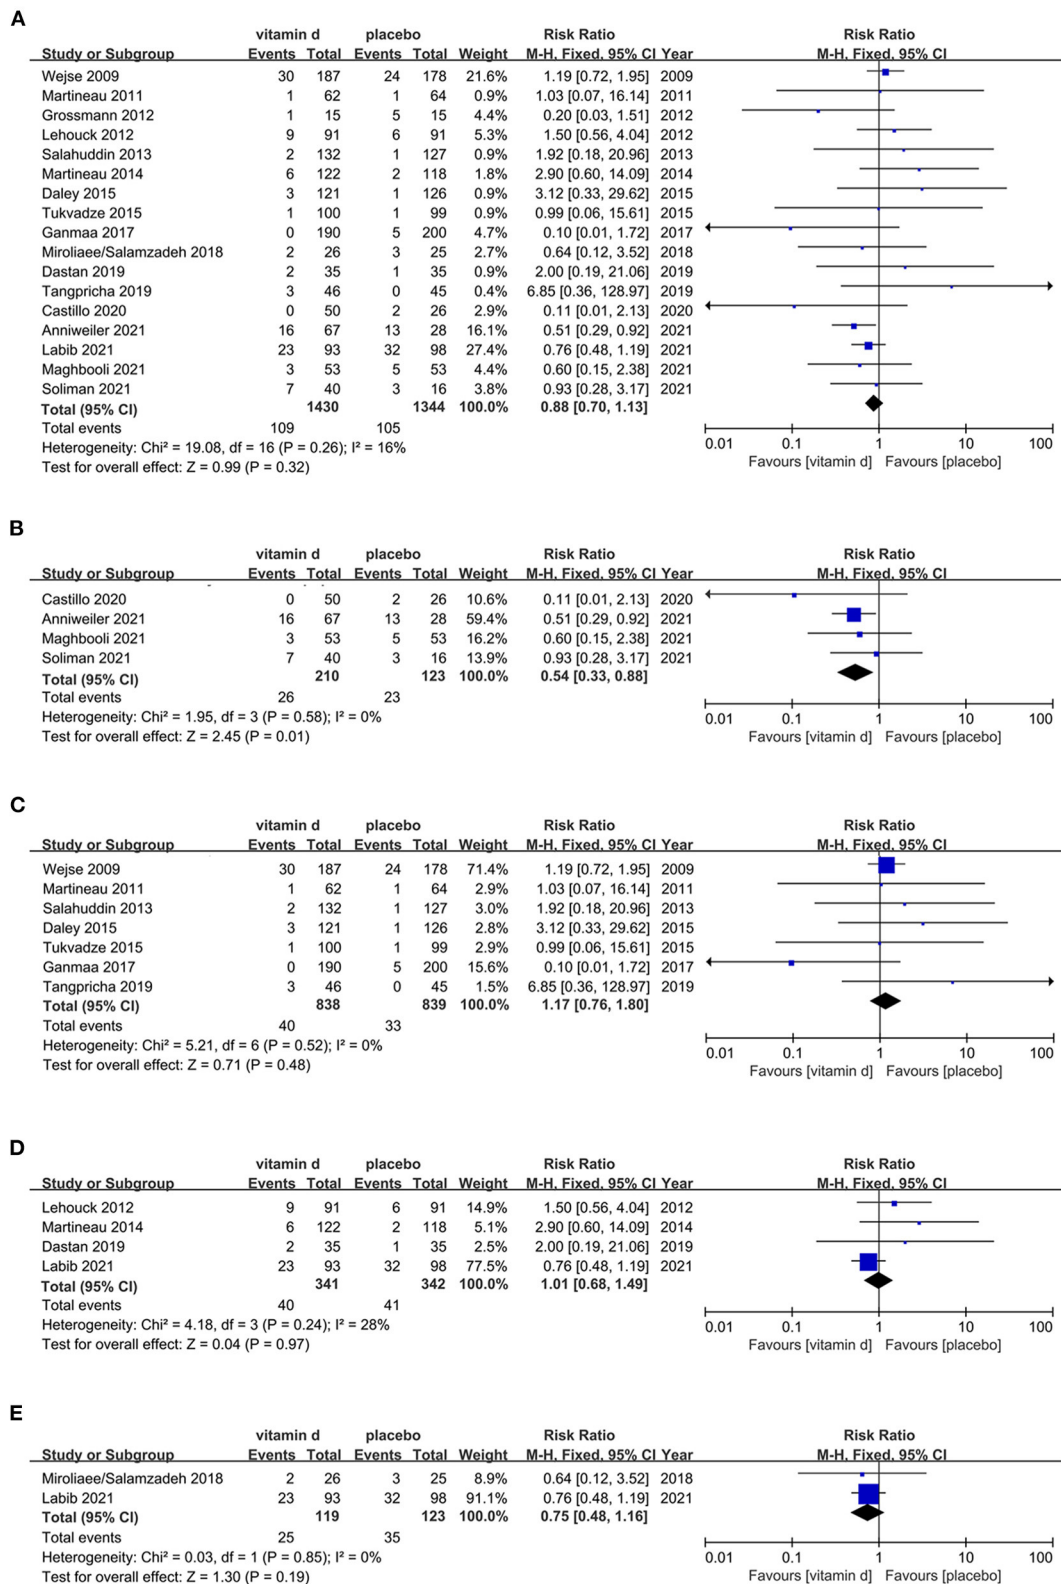 A
vitamin d placebo Risk Ratio Risk Ratio
Study or Subgroup Events Total Events Total Weight M-H, Fixed, 95% CI Year M-H, Fixed, 95% CI
Wejse 2009 30 187 24 178 21.6% 1.19 [0.72, 1.95] 2009
Martineau 2011 1 62 1 64 0.9% 1.03 [0.07, 16.14] 2011
Grossmann 2012 1 15 5 15 4.4% 0.20 [0.03, 1.51] 2012
Lehouck 2012 9 91 6 91 5.3% 1.50 [0.56, 4.04] 2012
Salahuddin 2013 2 132 1 127 0.9% 1.92 [0.18, 20.96] 2013
Martineau 2014 6 122 2 118 1.8% 2.90 [0.60, 14.09] 2014
Daley 2015 3 121 1 126 0.9% 3.12 [0.33, 29.62] 2015
Tukvadze 2015 1 100 1 99 0.9% 0.99 [0.06, 15.61] 2015
Ganmaa 2017 0 190 5 200 4.7% 0.10 [0.01, 1.72] 2017
Miroliaee/Salamzadeh 2018 2 26 3 25 2.7% 0.64 [0.12, 3.52] 2018
Dastan 2019 2 35 1 35 0.9% 2.00 [0.19, 21.06] 2019
Tangpricha 2019 3 46 0 45 0.4% 6.85 [0.36, 128.97] 2019
Castillo 2020 0 50 2 26 2.9% 0.11 [0.01, 2.13] 2020
Anniweiler 2021 16 67 13 28 16.1% 0.51 [0.29, 0.92] 2021
Labib 2021 23 93 32 98 27.4% 0.76 [0.48, 1.19] 2021
Maghbooli 2021 3 53 5 53 4.4% 0.60 [0.15, 2.38] 2021
Soliman 2021 7 40 3 16 3.8% 0.93 [0.28, 3.17] 2021
Total (95% CI) 1430 1344 100.0% 0.88 [0.70, 1.13]
Total events 109 105
Heterogeneity: Chi² = 19.08, df = 16 (P = 0.26); I² = 16%
Test for overall effect: Z = 0.99 (P = 0.32)
0.01 0.1 1 10 100
Favours [vitamin d] Favours [placebo]
B
vitamin d placebo Risk Ratio Risk Ratio
Study or Subgroup Events Total Events Total Weight M-H, Fixed, 95% CI Year M-H, Fixed, 95% CI
Castillo 2020 0 50 2 26 10.6% 0.11 [0.01, 2.13] 2020
Anniweiler 2021 16 67 13 28 59.4% 0.51 [0.29, 0.92] 2021
Maghbooli 2021 3 53 5 53 16.2% 0.60 [0.15, 2.38] 2021
Soliman 2021 7 40 3 16 13.9% 0.93 [0.28, 3.17] 2021
Total (95% CI) 210 123 100.0% 0.54 [0.33, 0.88]
Total events 26 23
Heterogeneity: Chi² = 1.95, df = 3 (P = 0.58); I² = 0%
Test for overall effect: Z = 2.45 (P = 0.01)
0.01 0.1 1 10 100
Favours [vitamin d] Favours [placebo]
C
vitamin d placebo Risk Ratio Risk Ratio
Study or Subgroup Events Total Events Total Weight M-H, Fixed, 95% CI Year M-H, Fixed, 95% CI
Wejse 2009 30 187 24 178 71.4% 1.19 [0.72, 1.95] 2009
Martineau 2011 1 62 1 64 2.9% 1.03 [0.07, 16.14] 2011
Salahuddin 2013 2 132 1 127 3.0% 1.92 [0.18, 20.96] 2013
Daley 2015 3 121 1 126 2.8% 3.12 [0.33, 29.62] 2015
Tukvadze 2015 1 100 1 99 2.9% 0.99 [0.06, 15.61] 2015
Ganmaa 2017 0 190 5 200 15.6% 0.10 [0.01, 1.72] 2017
Tangpricha 2019 3 46 0 45 1.5% 6.85 [0.36, 128.97] 2019
Total (95% CI) 838 839 100.0% 1.17 [0.76, 1.80]
Total events 40 33
Heterogeneity: Chi² = 5.21, df = 6 (P = 0.52); I² = 0%
Test for overall effect: Z = 0.71 (P = 0.48)
0.01 0.1 1 10 100
Favours [vitamin d] Favours [placebo]
D
vitamin d placebo Risk Ratio Risk Ratio
Study or Subgroup Events Total Events Total Weight M-H, Fixed, 95% CI Year M-H, Fixed, 95% CI
Lehouck 2012 9 91 6 91 14.9% 1.50 [0.56, 4.04] 2012
Martineau 2014 6 122 2 118 5.1% 2.90 [0.60, 14.09] 2014
Dastan 2019 2 35 1 35 2.5% 2.00 [0.19, 21.06] 2019
Labib 2021 23 93 32 98 77.5% 0.76 [0.48, 1.19] 2021
Total (95% CI) 341 342 100.0% 1.01 [0.68, 1.49]
Total events 40 41
Heterogeneity: Chi² = 4.18, df = 3 (P = 0.24); I² = 28%
Test for overall effect: Z = 0.04 (P = 0.97)
0.01 0.1 1 10 100
Favours [vitamin d] Favours [placebo]
E
vitamin d placebo Risk Ratio Risk Ratio
Study or Subgroup Events Total Events Total Weight M-H, Fixed, 95% CI Year M-H, Fixed, 95% CI
Miroliaee/Salamzadeh 2018 2 26 3 25 8.9% 0.64 [0.12, 3.52] 2018
Labib 2021 23 93 32 98 91.1% 0.76 [0.48, 1.19] 2021
Total (95% CI) 119 123 100.0% 0.75 [0.48, 1.16]
Total events 25 35
Heterogeneity: Chi² = 0.03, df = 1 (P = 0.85); I² = 0%
Test for overall effect: Z = 1.30 (P = 0.19)
0.01 0.1 1 10 100
Favours [vitamin d] Favours [placebo]